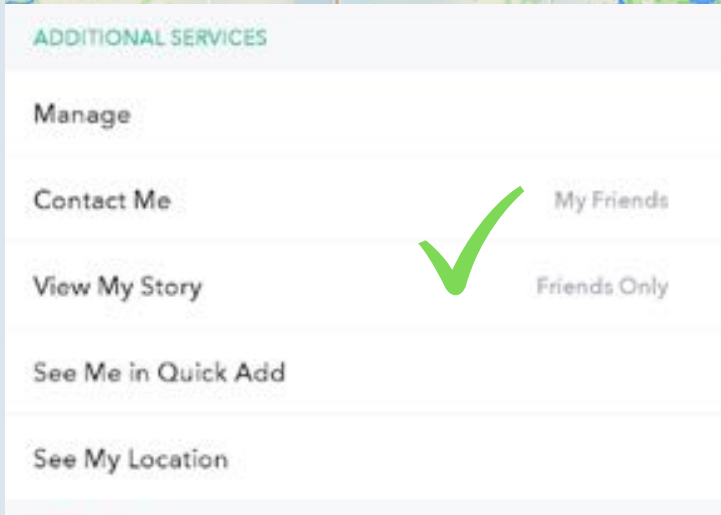 ADDITIONAL SERVICES
Manage
Contact Me My Friends
View My Story Friends Only
See Me in Quick Add
See My Location